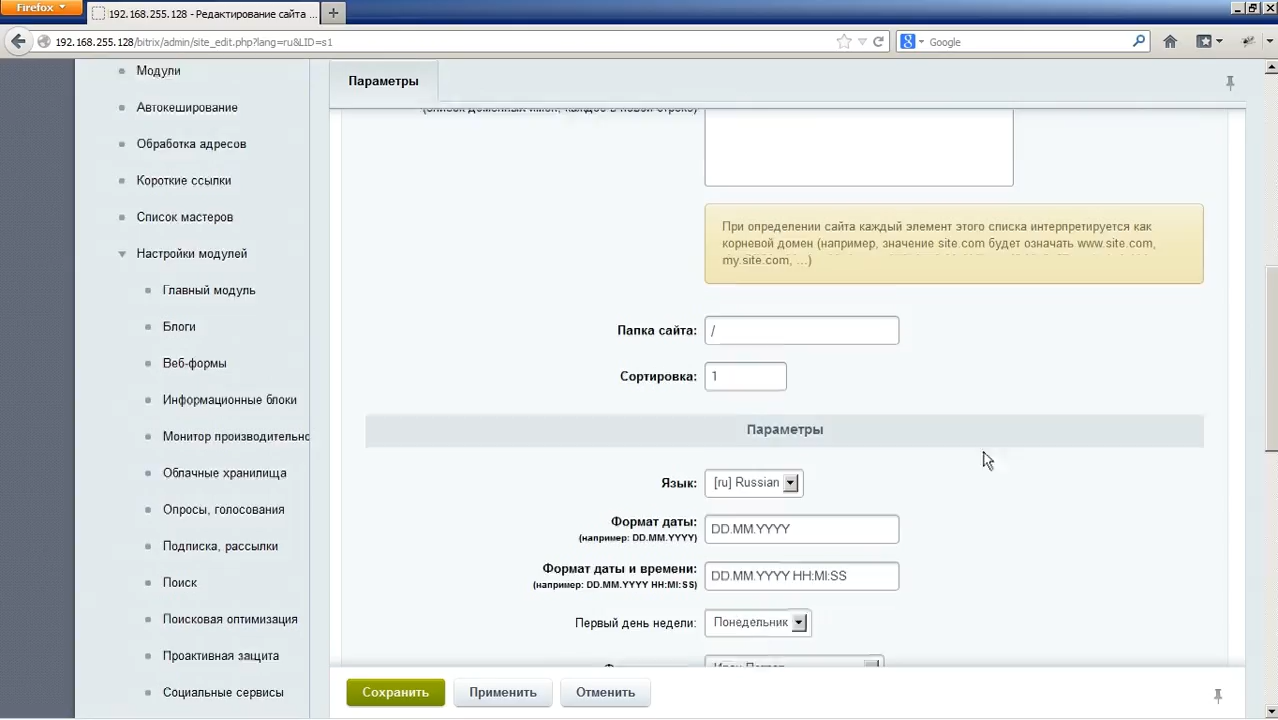 Firefox
192.168.255.128 - Редактирование сайта ...
192.168.255.128/bitrix/admin/site_edit.php?lang=ru&LID=s1
Google
Модули
Автокеширование
Обработка адресов
Короткие ссылки
Список мастеров
Настройки модулей
Главный модуль
Блоги
Веб-формы
Информационные блоки
Монитор производительно
Облачные хранилища
Опросы, голосования
Подписка, рассылки
Поиск
Поисковая оптимизация
Проактивная защита
Социальные сервисы
Параметры
(список доменных имен, каждое в новой строке)
При определении сайта каждый элемент этого списка интерпретируется как
корневой домен (например, значение site.com будет означать www.site.com,
my.site.com, ...)
Папка сайта: /
Сортировка: 1
Параметры
Язык: [ru] Russian
Формат даты: DD.MM.YYYY
(например: DD.MM.YYYY)
Формат даты и времени: DD.MM.YYYY HH:MI:SS
(например: DD.MM.YYYY HH:MI:SS)
Первый день недели: Понедельник
Сохранить Применить Отменить